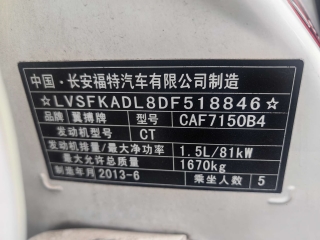 中国·长安福特汽车有限公司制造
☆LVSFKADL8DF518846☆
品牌 翼搏牌 型号 CAF7150B4
发动机型号 CT
发动机排量/最大净功率 1.5L/81kW
最大允许总质量 1670kg
制造年月 2013-6 乘坐人数 5